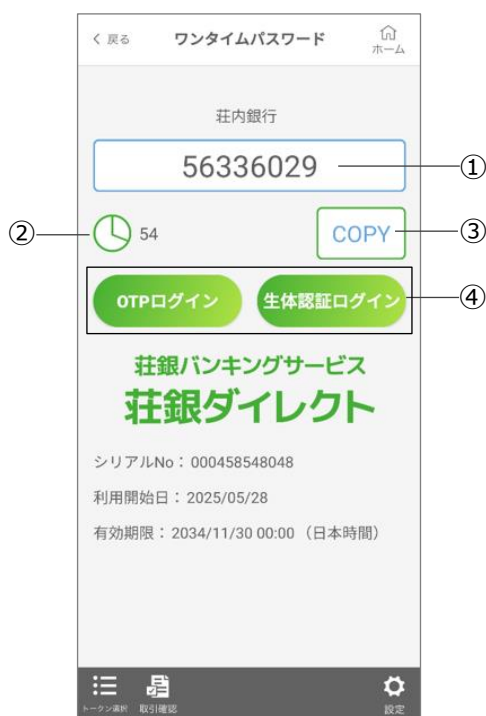 戻る ワンタイムパスワード ホーム
荘内銀行
56336029 ①
② 54 COPY ③
OTPログイン 生体認証ログイン ④
荘銀バンキングサービス
荘銀ダイレクト
シリアルNo：000458548048
利用開始日：2025/05/28
有効期限：2034/11/30 00:00（日本時間）
トークン選択 取引確認 設定